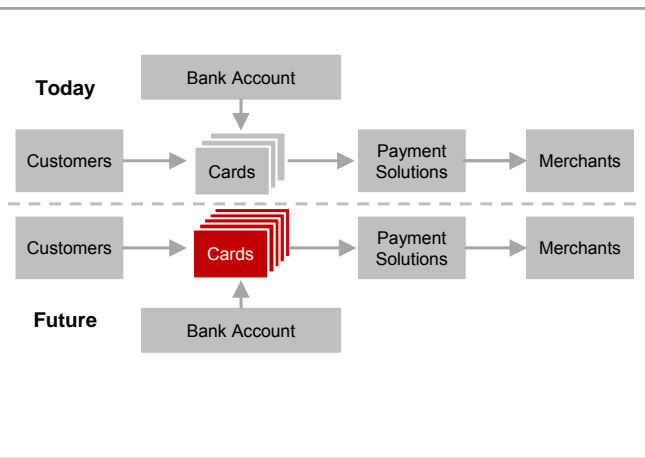 Bank Account
Today
Customers
Cards
Payment
Solutions
Merchants
Customers
Cards
Payment
Solutions
Merchants
Future
Bank Account